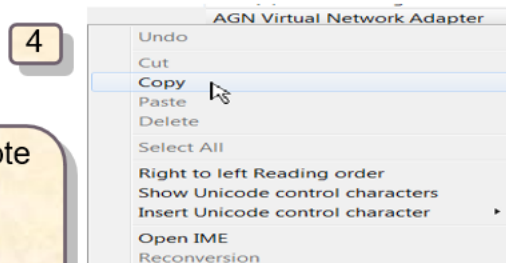 AGN Virtual Network Adapter
4
Undo
Cut
Copy
Paste
Delete
Select All
Right to left Reading order
Show Unicode control characters
Insert Unicode control character
Open IME
Reconversion